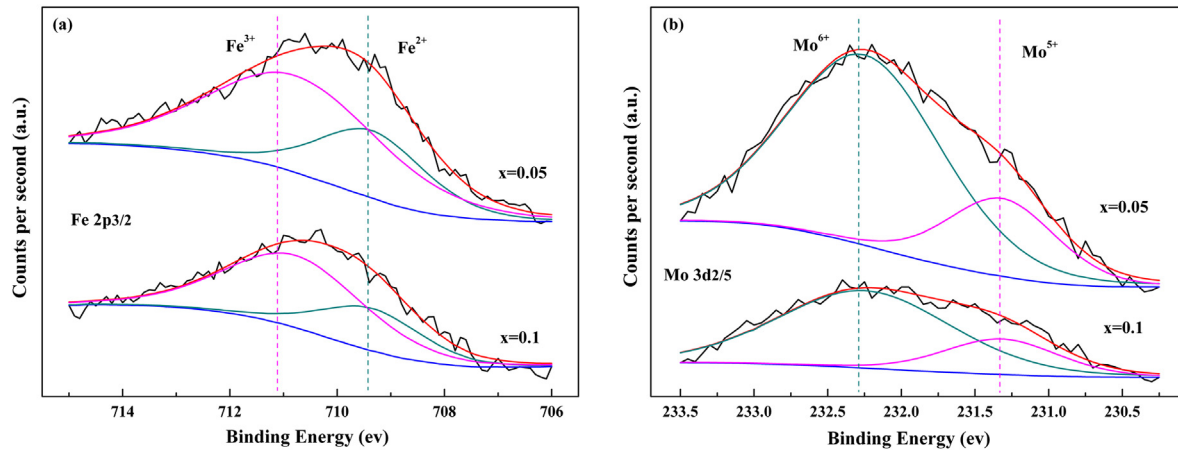 (a)
Fe3+
Fe2+
x=0.05
Fe 2p3/2
x=0.1
Counts per second (a.u.)
714 712 710 708 706
Binding Energy (ev)
(b)
Mo6+
Mo5+
x=0.05
Mo 3d2/5
x=0.1
Counts per second (a.u.)
233.5 233.0 232.5 232.0 231.5 231.0 230.5
Binding Energy (ev)